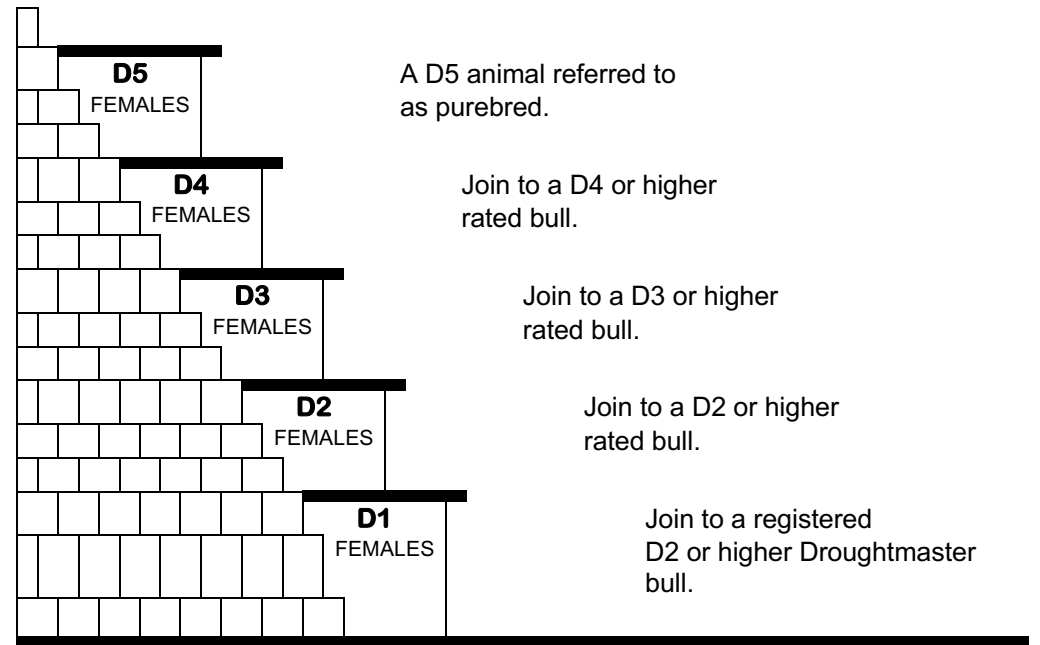 D5
FEMALES
A D5 animal referred to
as purebred.
D4
FEMALES
Join to a D4 or higher
rated bull.
D3
FEMALES
Join to a D3 or higher
rated bull.
D2
FEMALES
Join to a D2 or higher
rated bull.
D1
FEMALES
Join to a registered
D2 or higher Droughtmaster
bull.